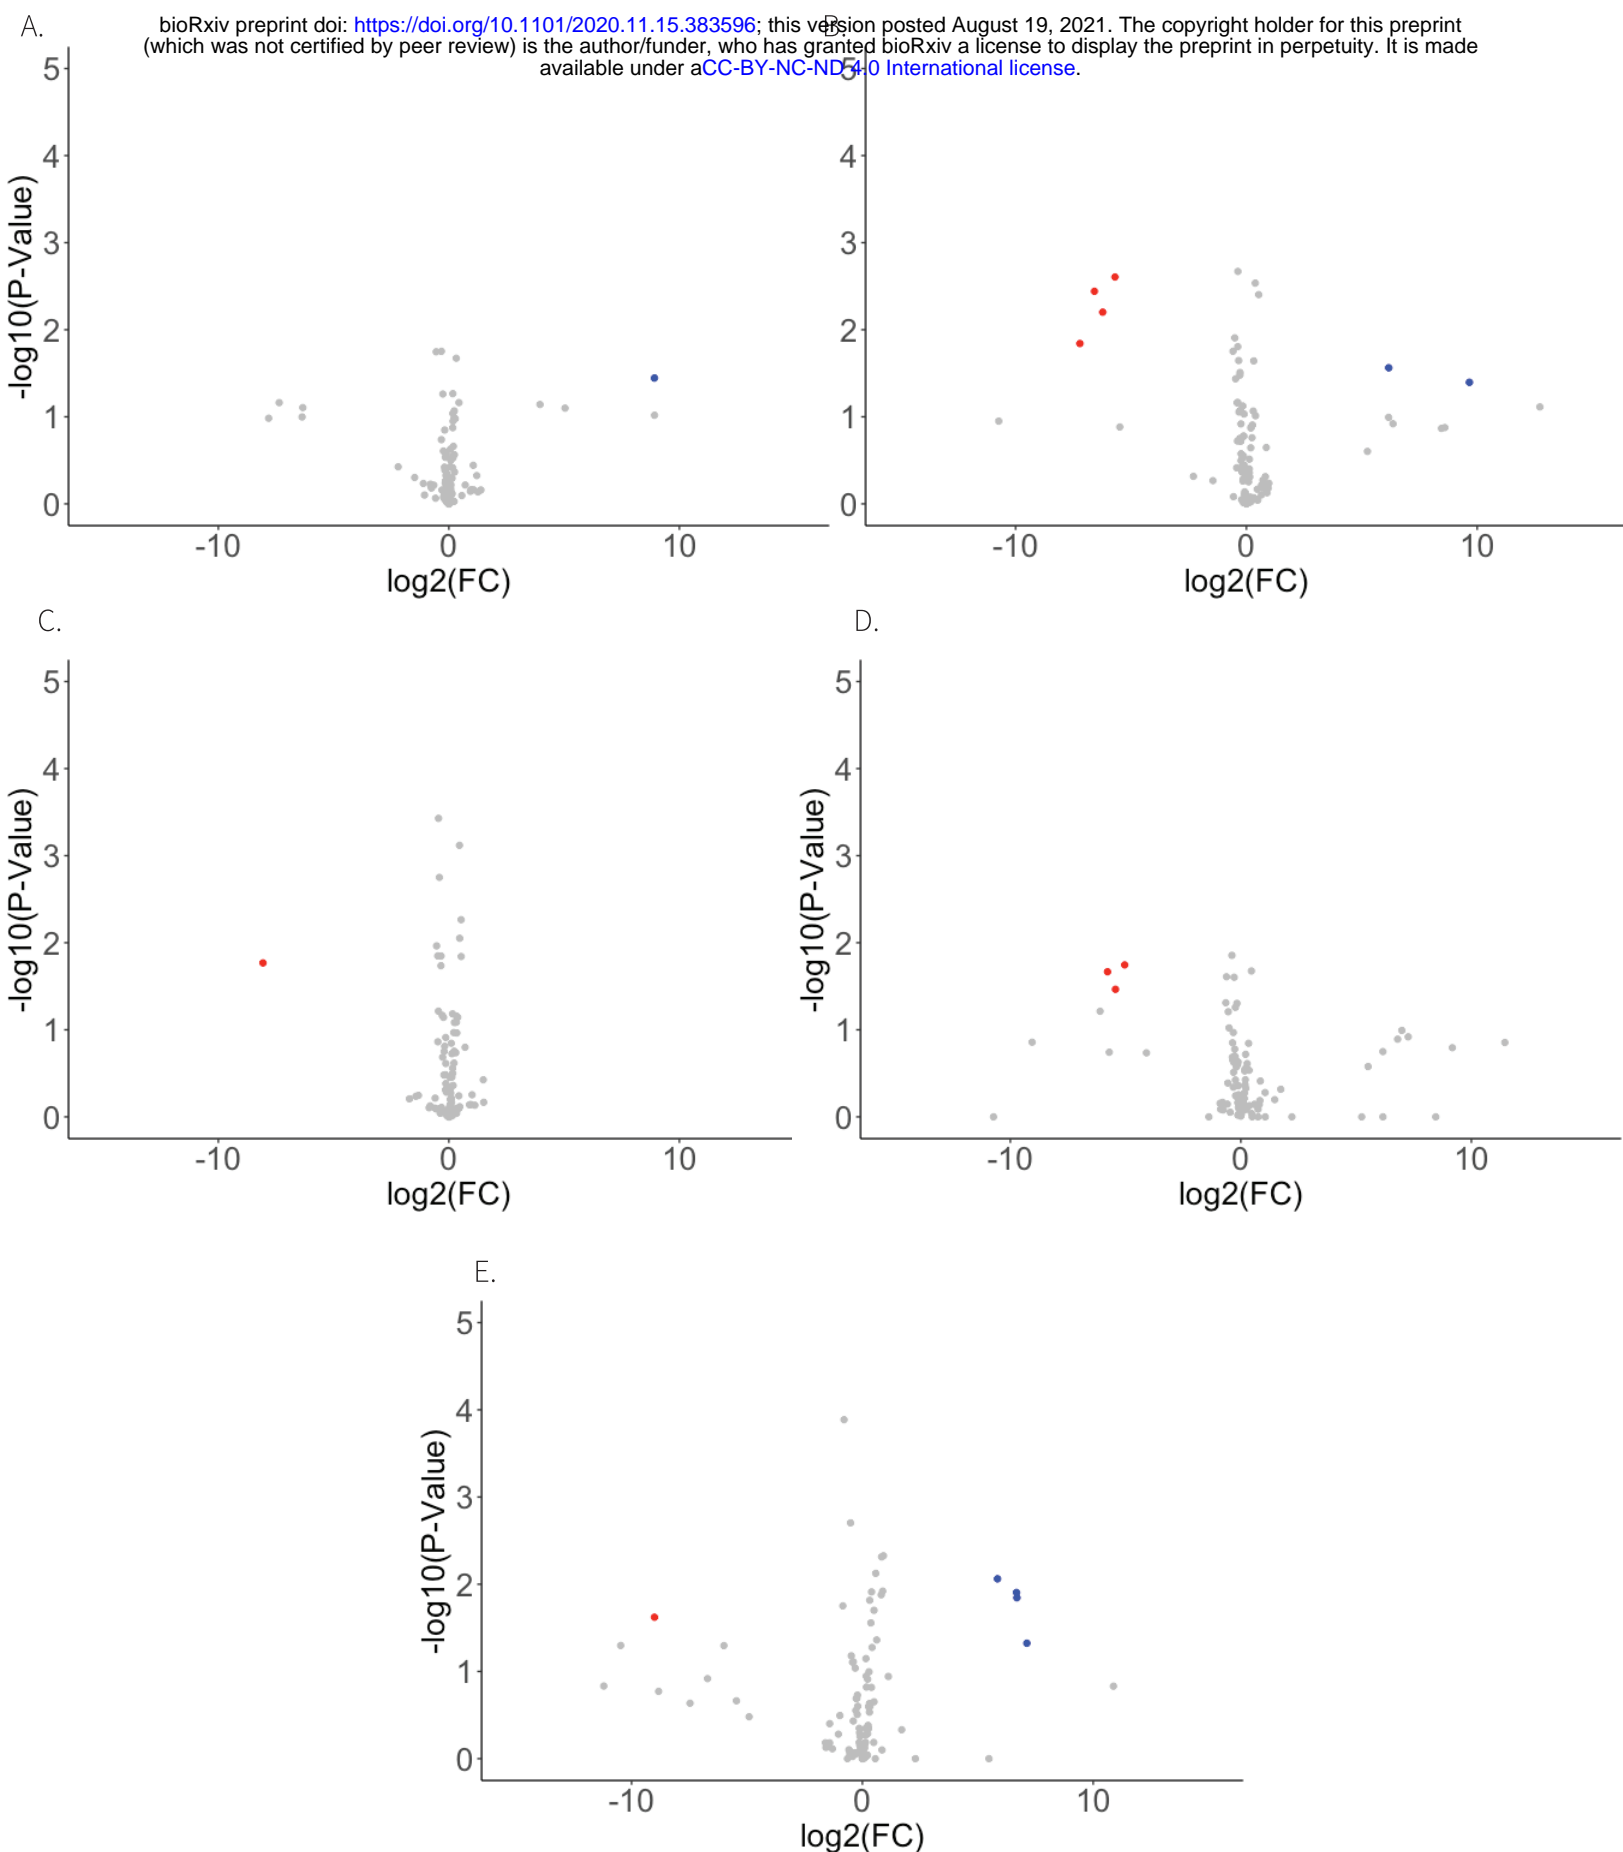 bioRxiv preprint doi: https://doi.org/10.1101/2020.11.15.383596; this version posted August 19, 2021. The copyright holder for this preprint
(which was not certified by peer review) is the author/funder, who has granted bioRxiv a license to display the preprint in perpetuity. It is made
available under aCC-BY-NC-ND 4.0 International license.
A.
5
4
3
2
1
0
-log10(P-Value)
-10 0 10
log2(FC)
B.
5
4
3
2
1
0
-10 0 10
log2(FC)
C.
5
4
3
2
1
0
-log10(P-Value)
-10 0 10
log2(FC)
D.
5
4
3
2
1
0
-log10(P-Value)
-10 0 10
log2(FC)
E.
5
4
3
2
1
0
-log10(P-Value)
-10 0 10
log2(FC)